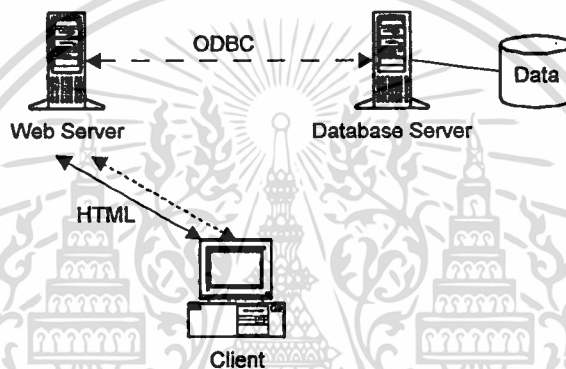 ODBC
Data
Web Server
Database Server
HTML
Client